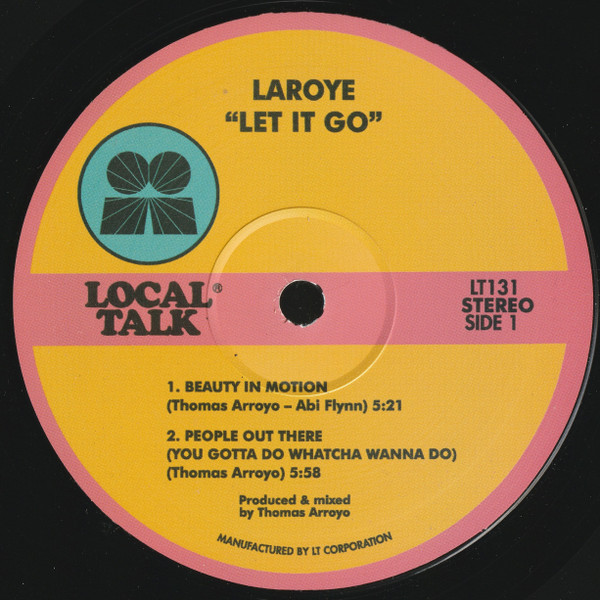 LAROYE
“LET IT GO”
LOCAL®
TALK
LT131
STEREO
SIDE 1
1. BEAUTY IN MOTION
(Thomas Arroyo – Abi Flynn) 5:21
2. PEOPLE OUT THERE
(YOU GOTTA DO WHATCHA WANNA DO)
(Thomas Arroyo) 5:58
Produced & mixed
by Thomas Arroyo
MANUFACTURED BY LT CORPORATION